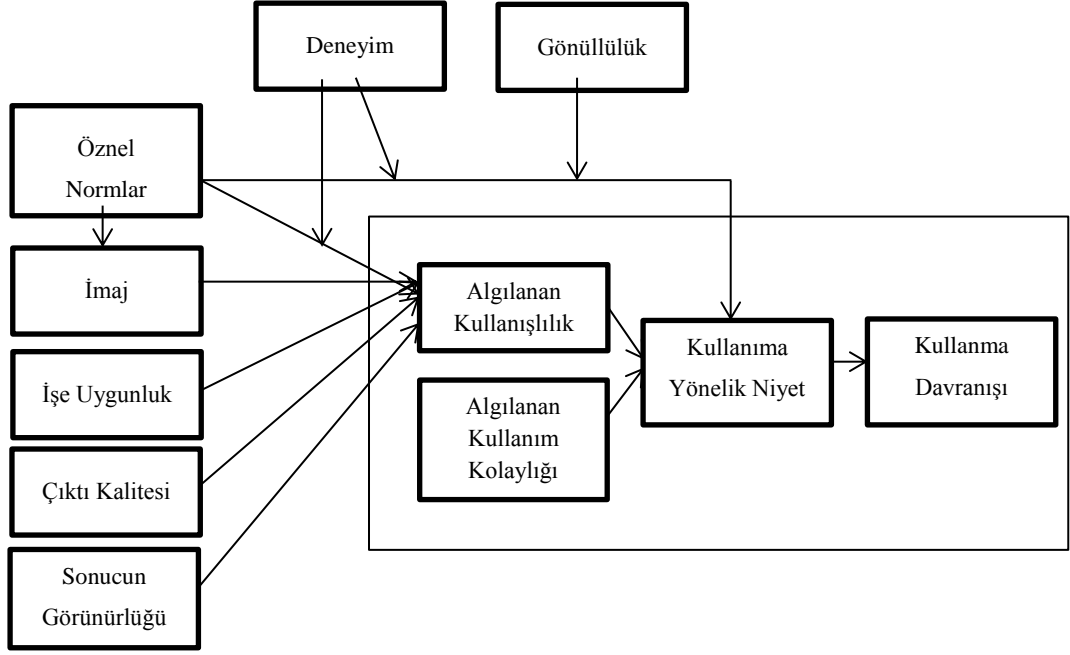 Deneyim
Gönüllülük
Öznel
Normlar
İmaj
İşe Uygunluk
Çıktı Kalitesi
Sonucun
Görünürlüğü
Algılanan
Kullanışlılık
Algılanan
Kullanım
Kolaylığı
Kullanıma
Yönelik Niyet
Kullanma
Davranışı